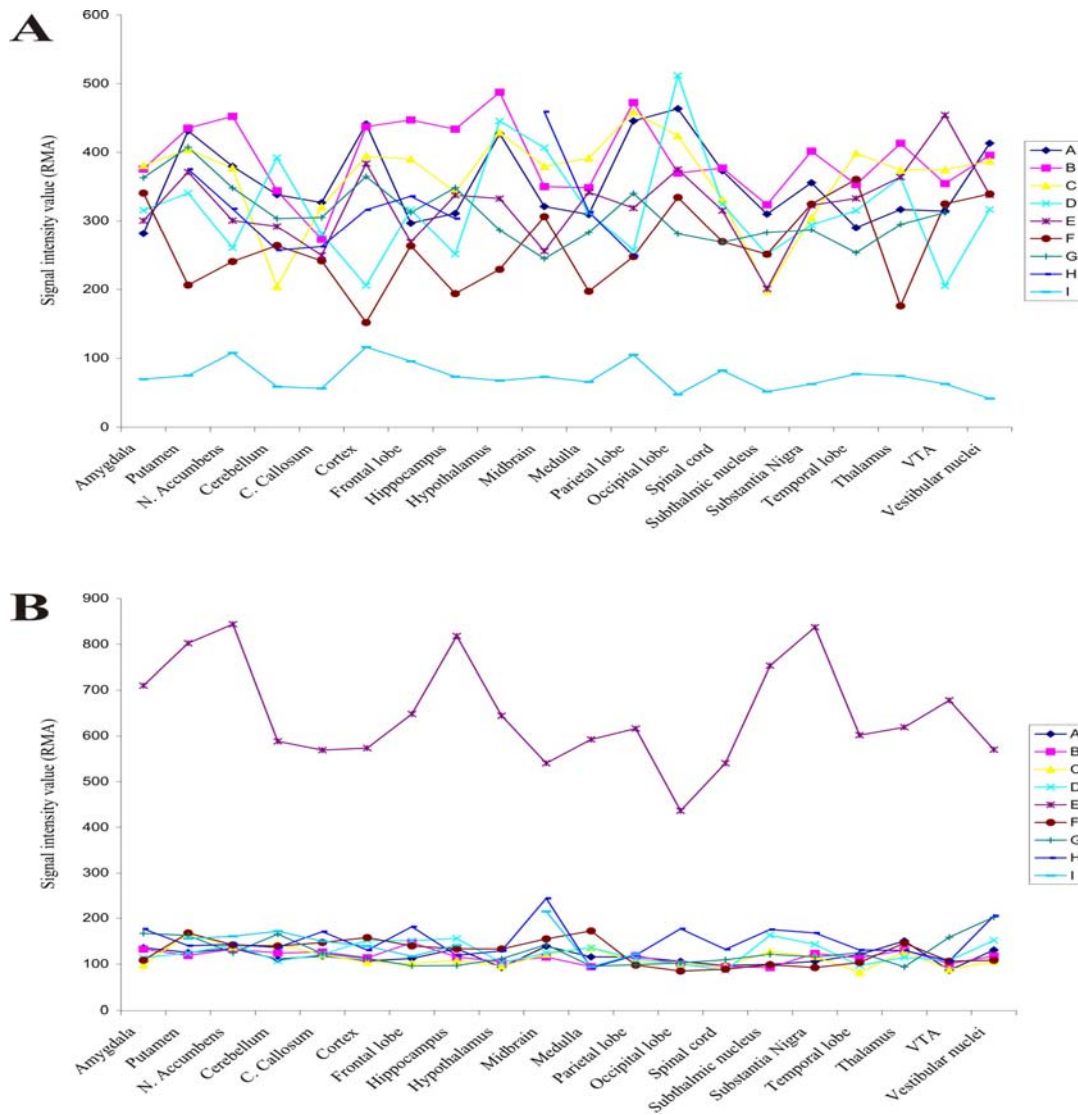 A
Signal intensity value (RMA)
600
500
400
300
200
100
0
Amygdala
Putamen
N. Accumbens
Cerebellum
C. Callosum
Cortex
Frontal lobe
Hippocampus
Hypothalamus
Midbrain
Medulla
Parietal lobe
Occipital lobe
Spinal cord
Subthalmic nucleus
Substantia Nigra
Temporal lobe
Thalamus
VTA
Vestibular nuclei
A
B
C
D
E
F
G
H
I
B
Signal intensity value (RMA)
900
800
700
600
500
400
300
200
100
0
Amygdala
Putamen
N. Accumbens
Cerebellum
C. Callosum
Cortex
Frontal lobe
Hippocampus
Hypothalamus
Midbrain
Medulla
Parietal lobe
Occipital lobe
Spinal cord
Subthalmic nucleus
Substantia Nigra
Temporal lobe
Thalamus
VTA
Vestibular nuclei
A
B
C
D
E
F
G
H
I